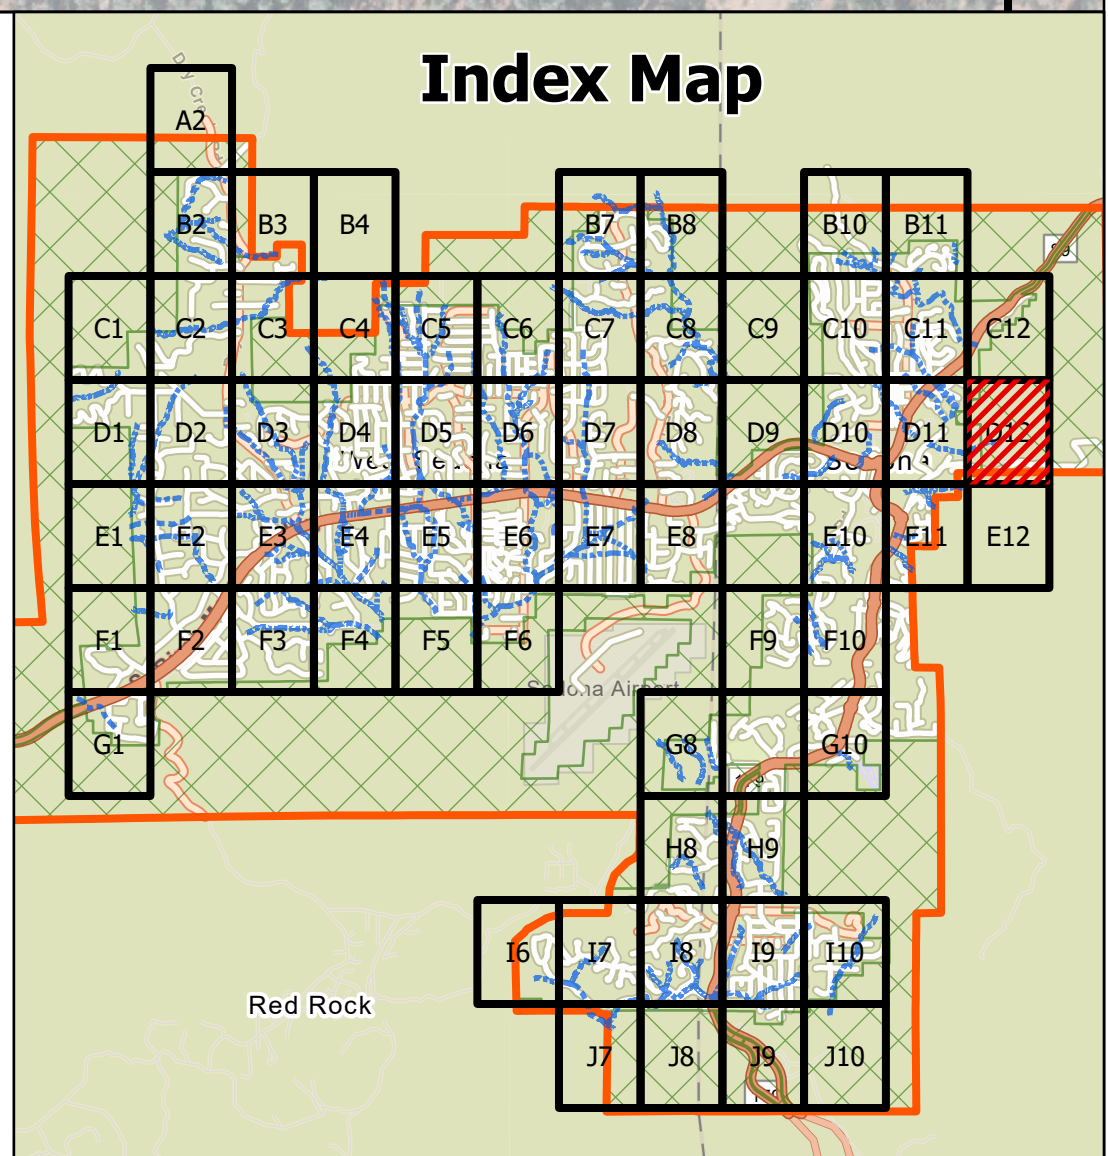 Index Map
A2
B2 B3 B4 B7 B8 B10 B11
C1 C2 C3 C4 C5 C6 C7 C8 C9 C10 C11 C12
D1 D2 D3 D4 D5 D6 D7 D8 D9 D10 D11 D12
E1 E2 E3 E4 E5 E6 E7 E8 E10 E11 E12
F1 F2 F3 F4 F5 F6 F9 F10
Sedona Airport
G1 G8 G10
H8 H9
I6 I7 I8 I9 I10
Red Rock
J7 J8 J9 J10